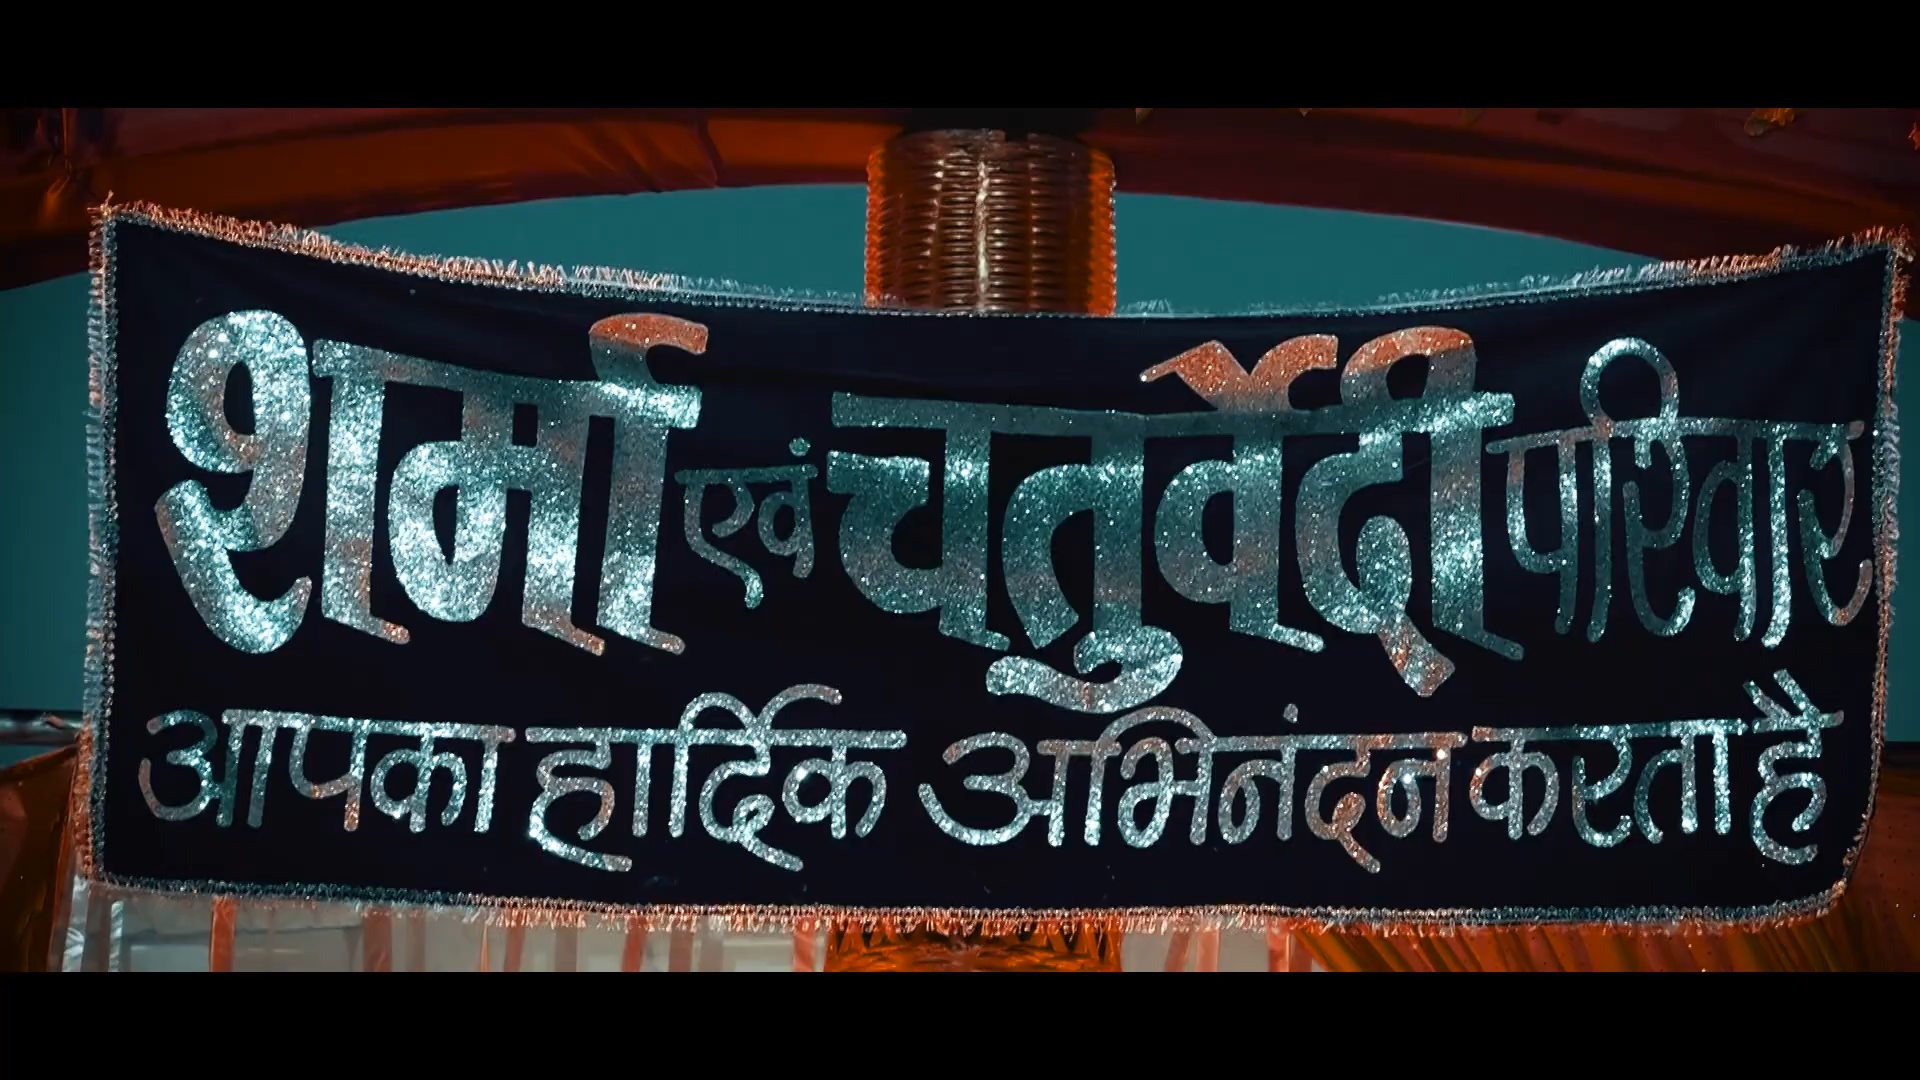 शर्मा एवं चतुर्वेदी परिवार
आपका हार्दिक अभिनंदन करता है